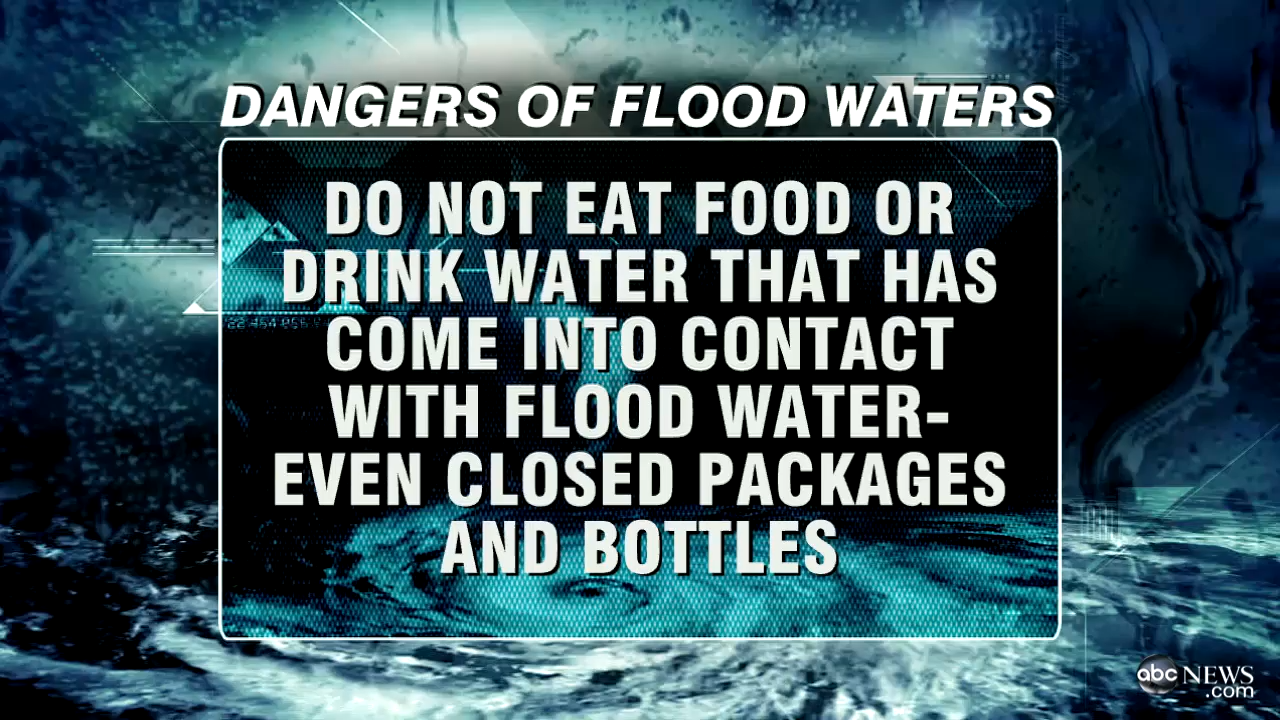 DANGERS OF FLOOD WATERS
DO NOT EAT FOOD OR
DRINK WATER THAT HAS
COME INTO CONTACT
WITH FLOOD WATER-
EVEN CLOSED PACKAGES
AND BOTTLES
abc NEWS
.com